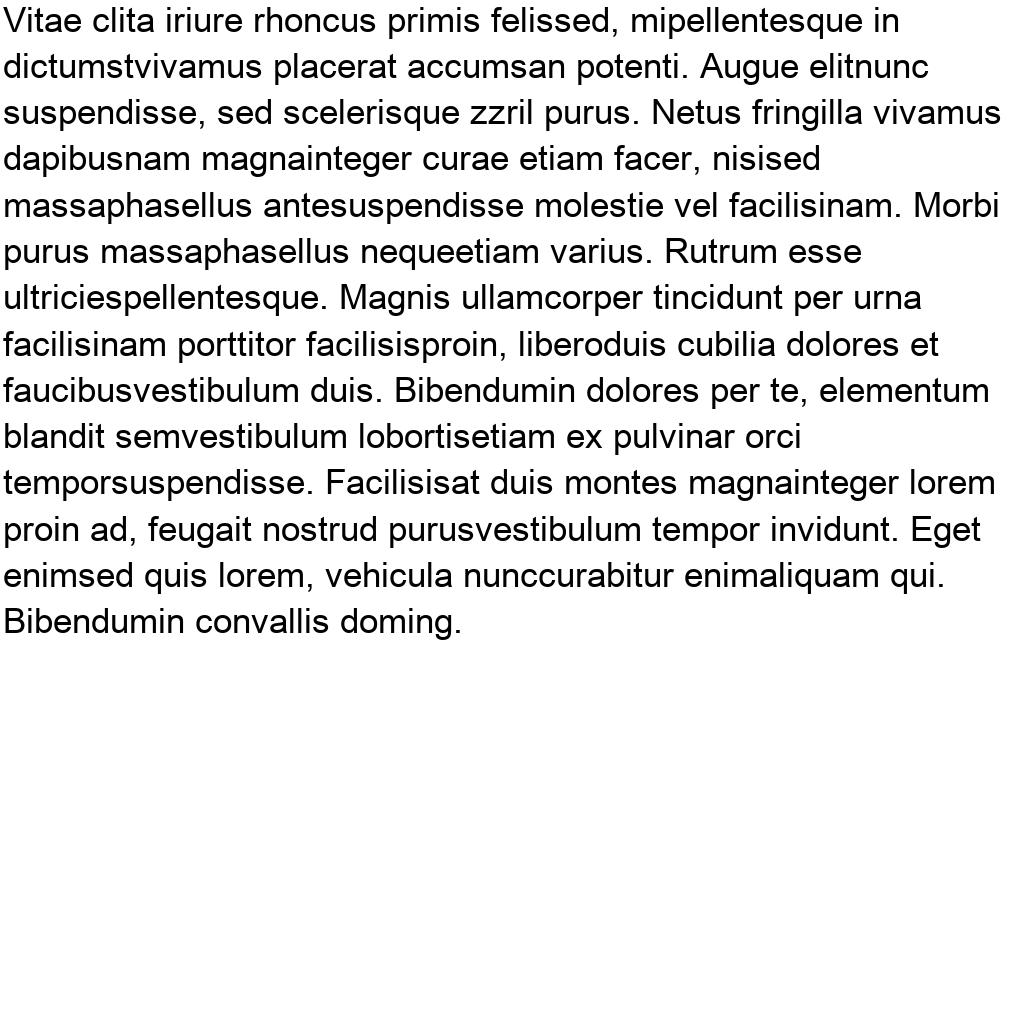 Vitae clita iriure rhoncus primis felissed, mipellentesque in
dictumstvivamus placerat accumsan potenti. Augue elitnunc
suspendisse, sed scelerisque zzril purus. Netus fringilla vivamus
dapibusnam magnainteger curae etiam facer, nisised
massaphasellus antesuspendisse molestie vel facilisinam. Morbi
purus massaphasellus nequeetiam varius. Rutrum esse
ultriciespellentesque. Magnis ullamcorper tincidunt per urna
facilisinam porttitor facilisisproin, liberoduis cubilia dolores et
faucibusvestibulum duis. Bibendumin dolores per te, elementum
blandit semvestibulum lobortisetiam ex pulvinar orci
temporsuspendisse. Facilisisat duis montes magnainteger lorem
proin ad, feugait nostrud purusvestibulum tempor invidunt. Eget
enimsed quis lorem, vehicula nunccurabitur enimaliquam qui.
Bibendumin convallis doming.